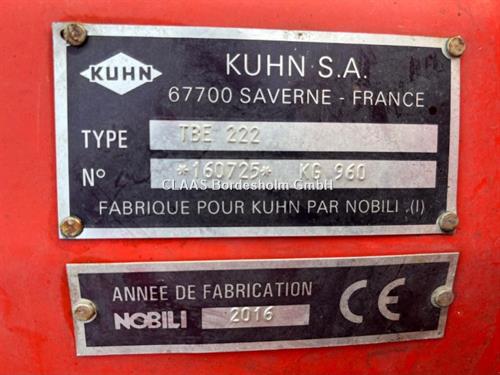 KUHN
KUHN S.A.
67700 SAVERNE - FRANCE
TYPE TBE 222
N° *160725* KG 960
CLAAS Bordesholm GmbH
FABRIQUE POUR KUHN PAR NOBILI .(I)
ANNEE DE FABRICATION
NOBILI 2016
CE